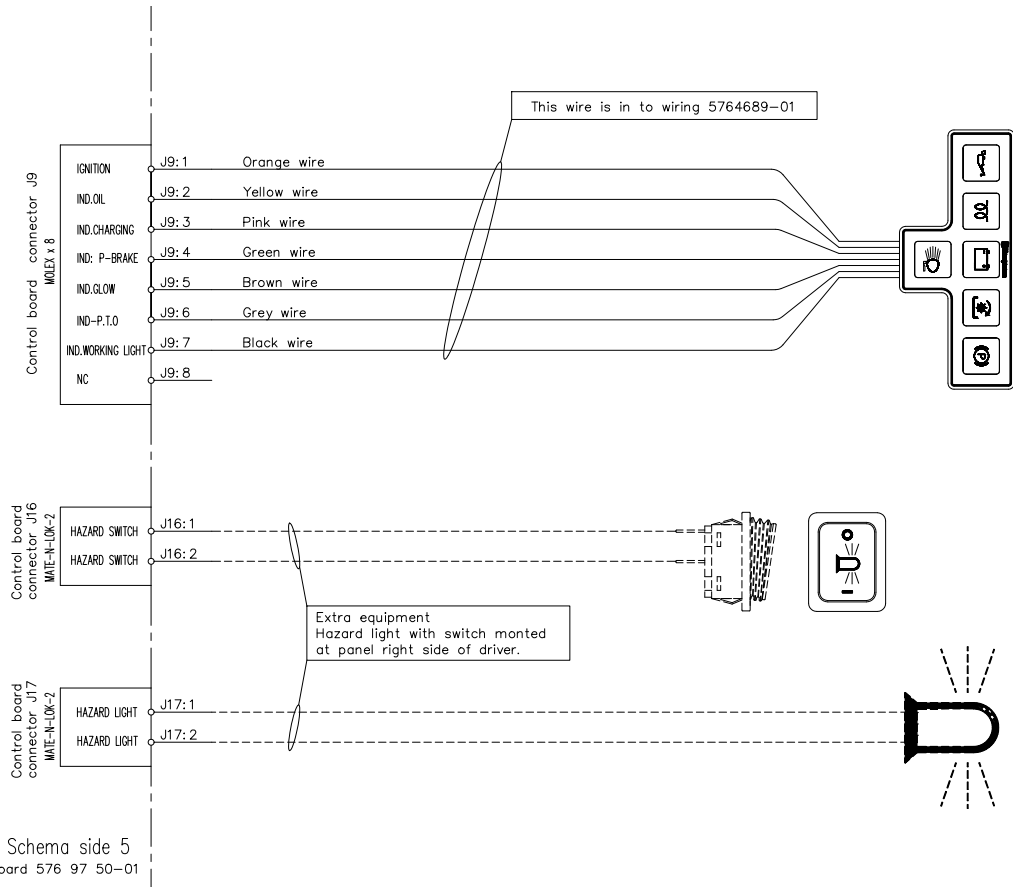 This wire is in to wiring 5764689-01
Control board connector J9
MOLEX x 8
IGNITION J9:1 Orange wire
IND.OIL J9:2 Yellow wire
IND.CHARGING J9:3 Pink wire
IND: P-BRAKE J9:4 Green wire
IND.GLOW J9:5 Brown wire
IND-P.T.O J9:6 Grey wire
IND.WORKING LIGHT J9:7 Black wire
NC J9:8
P
Control board
connector J16
MATE-N-LOK-2
HAZARD SWITCH J16:1
HAZARD SWITCH J16:2
Extra equipment
Hazard light with switch monted
at panel right side of driver.
Control board
connector J17
MATE-N-LOK-2
HAZARD LIGHT J17:1
HAZARD LIGHT J17:2
Schema side 5
oard 576 97 50-01